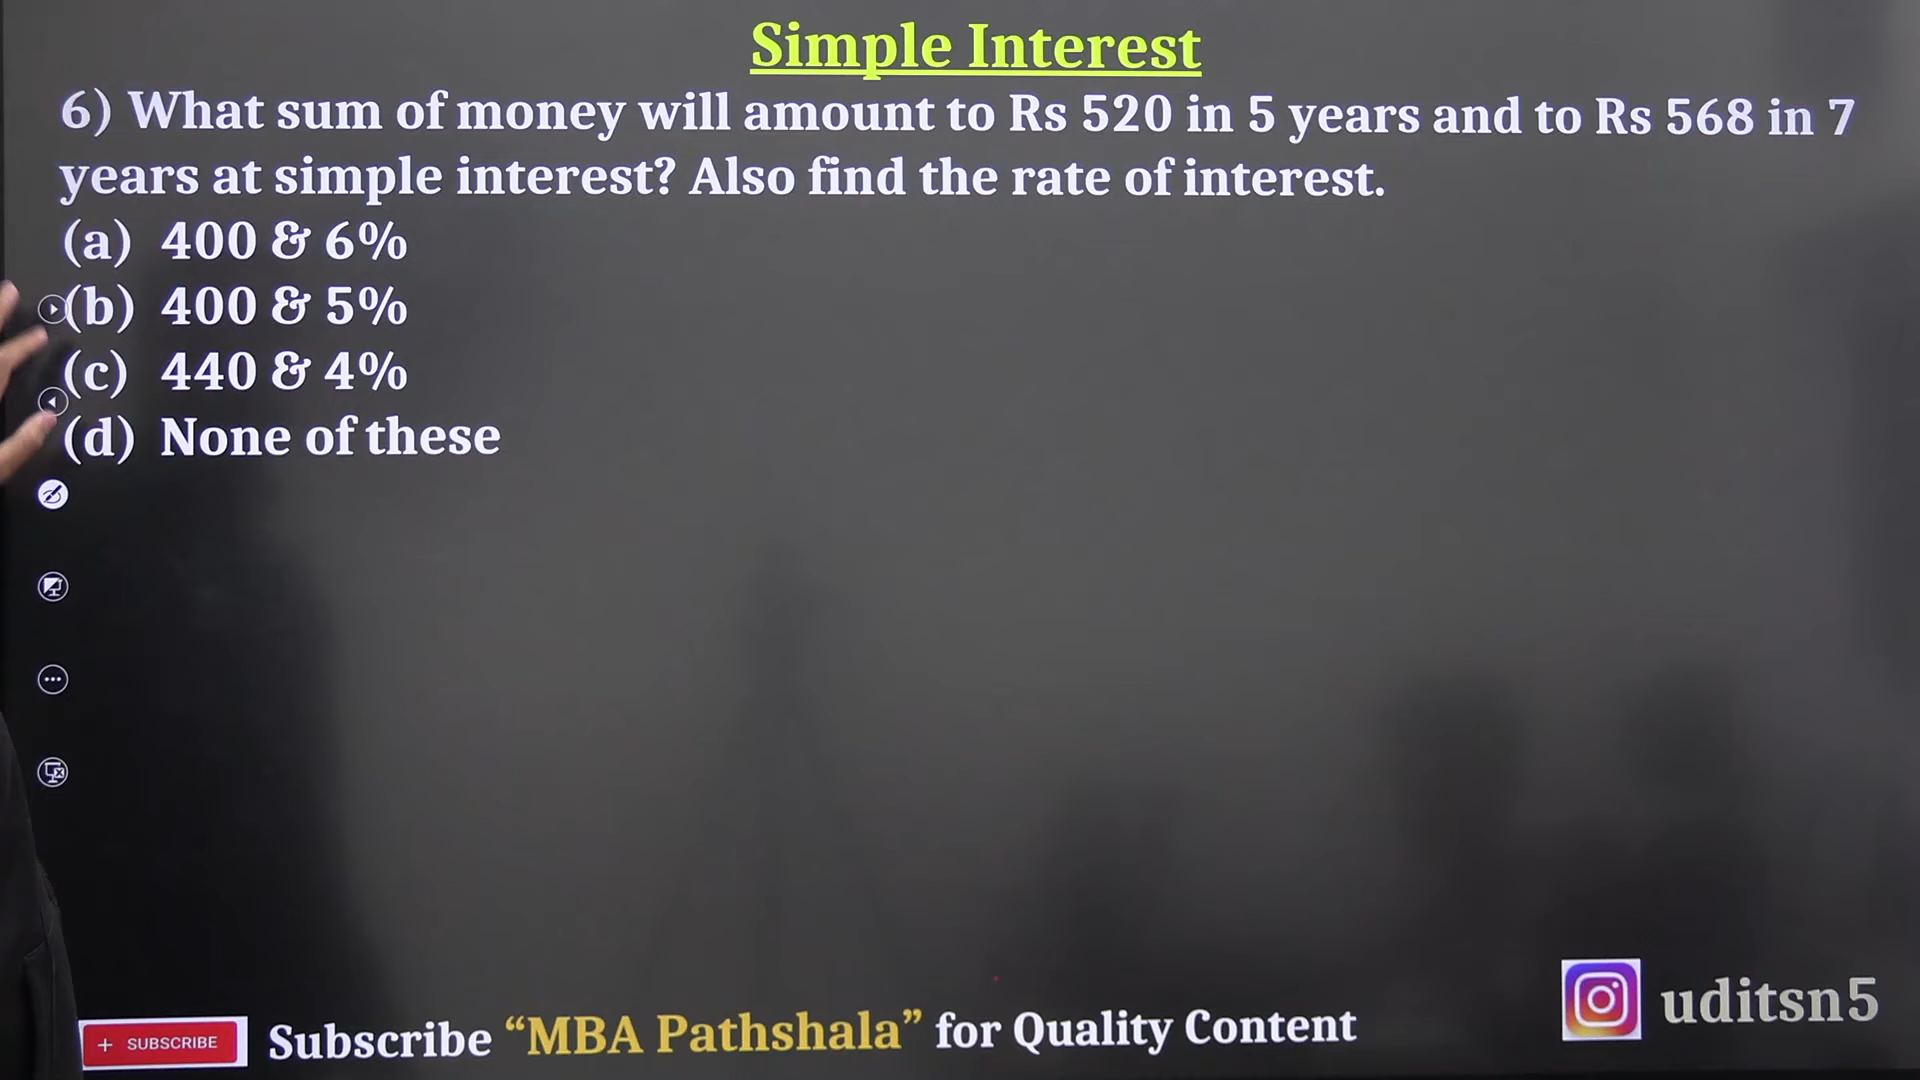 Simple Interest
6) What sum of money will amount to Rs 520 in 5 years and to Rs 568 in 7
years at simple interest? Also find the rate of interest.
(a) 400 & 6%
(b) 400 & 5%
(c) 440 & 4%
(d) None of these
+ SUBSCRIBE Subscribe “MBA Pathshala” for Quality Content
uditsn5